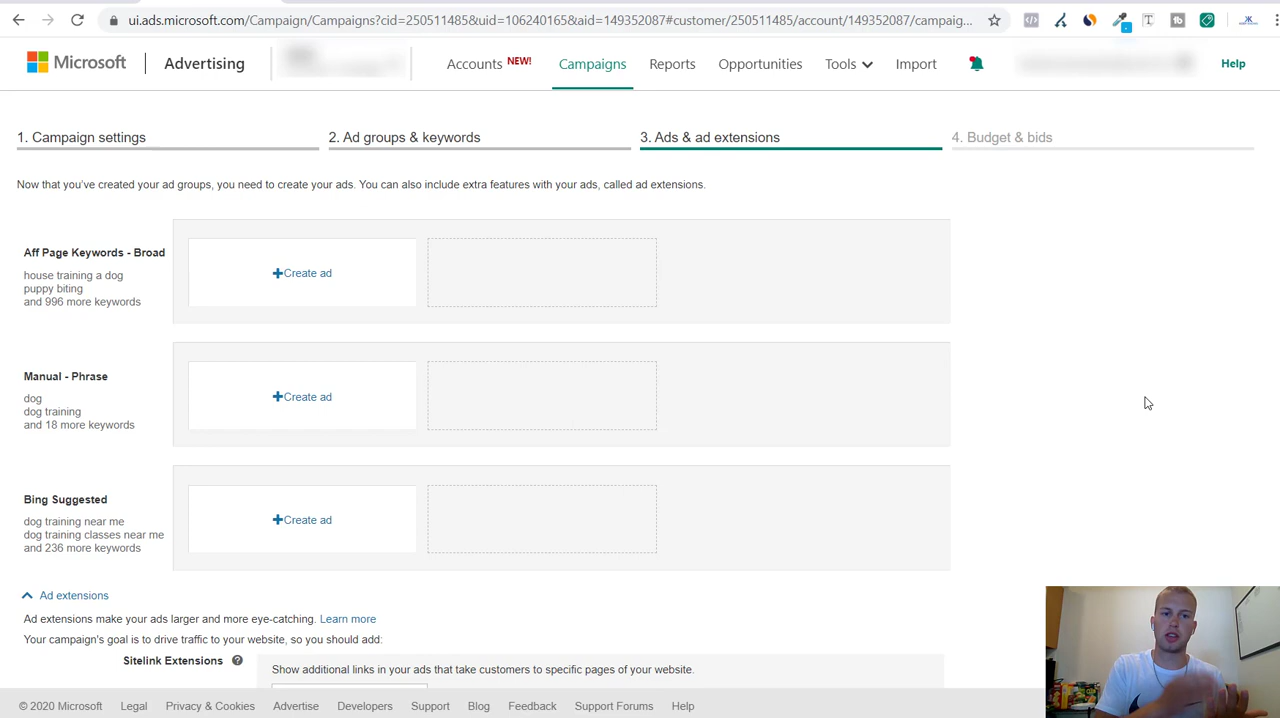 ui.ads.microsoft.com/Campaign/Campaigns?cid=250511485&uid=106240165&aid=149352087#customer/250511485/account/149352087/campaig...
Microsoft Advertising Accounts NEW! Campaigns Reports Opportunities Tools Import Help
1. Campaign settings 2. Ad groups & keywords 3. Ads & ad extensions 4. Budget & bids
Now that you've created your ad groups, you need to create your ads. You can also include extra features with your ads, called ad extensions.
Aff Page Keywords - Broad
house training a dog
puppy biting
and 996 more keywords
+Create ad
Manual - Phrase
dog
dog training
and 18 more keywords
+Create ad
Bing Suggested
dog training near me
dog training classes near me
and 236 more keywords
+Create ad
Ad extensions
Ad extensions make your ads larger and more eye-catching. Learn more
Your campaign's goal is to drive traffic to your website, so you should add:
Sitelink Extensions ? Show additional links in your ads that take customers to specific pages of your website.
© 2020 Microsoft Legal Privacy & Cookies Advertise Developers Support Blog Feedback Support Forums Help